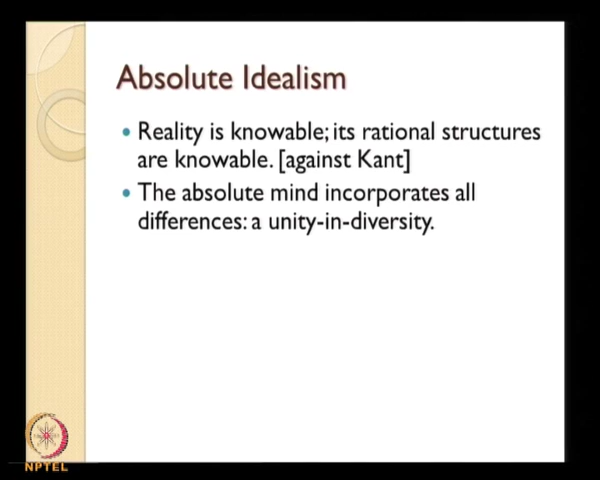 Absolute Idealism
• Reality is knowable; its rational structures
are knowable. [against Kant]
• The absolute mind incorporates all
differences: a unity-in-diversity.
NPTEL